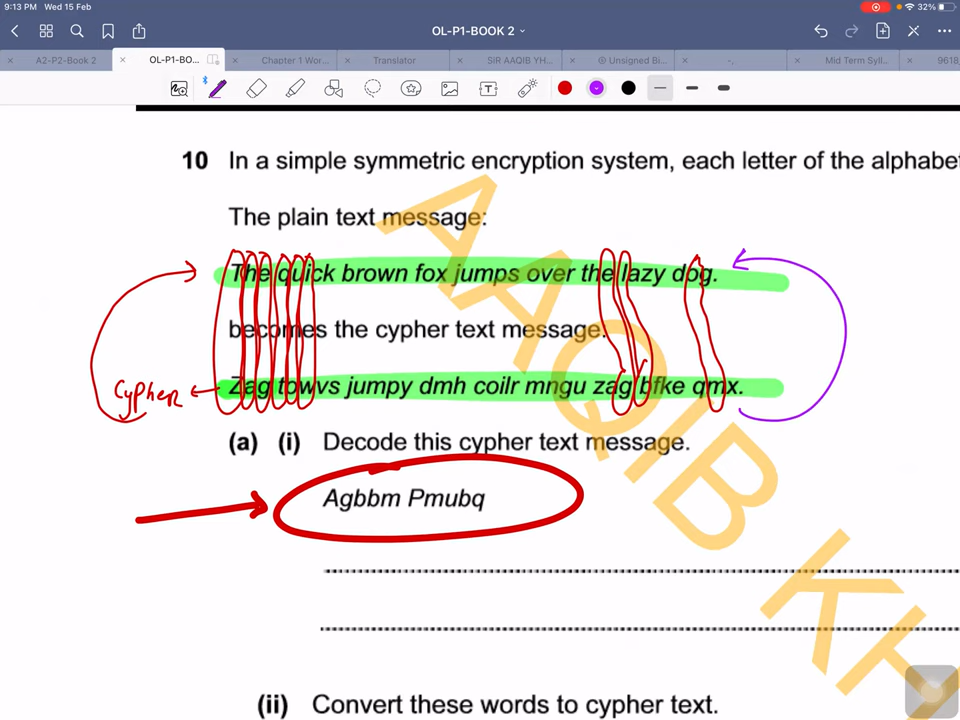 9:13 PM Wed 15 Feb
32%
OL-P1-BOOK 2
A2-P2-Book 2
OL-P1-BO...
Chapter 1 Wor...
Translator
SIR AAQIB YH...
Unsigned Bi...
Mid Term Syll...
9618
10 In a simple symmetric encryption system, each letter of the alphabe
The plain text message:
The quick brown fox jumps over the lazy dog.
becomes the cypher text message.
Cypher
Zag towvs jumpy dmh coilr mngu zag bfke qmx.
(a) (i) Decode this cypher text message.
Agbbm Pmubq
(ii) Convert these words to cypher text.
AAQIB KH